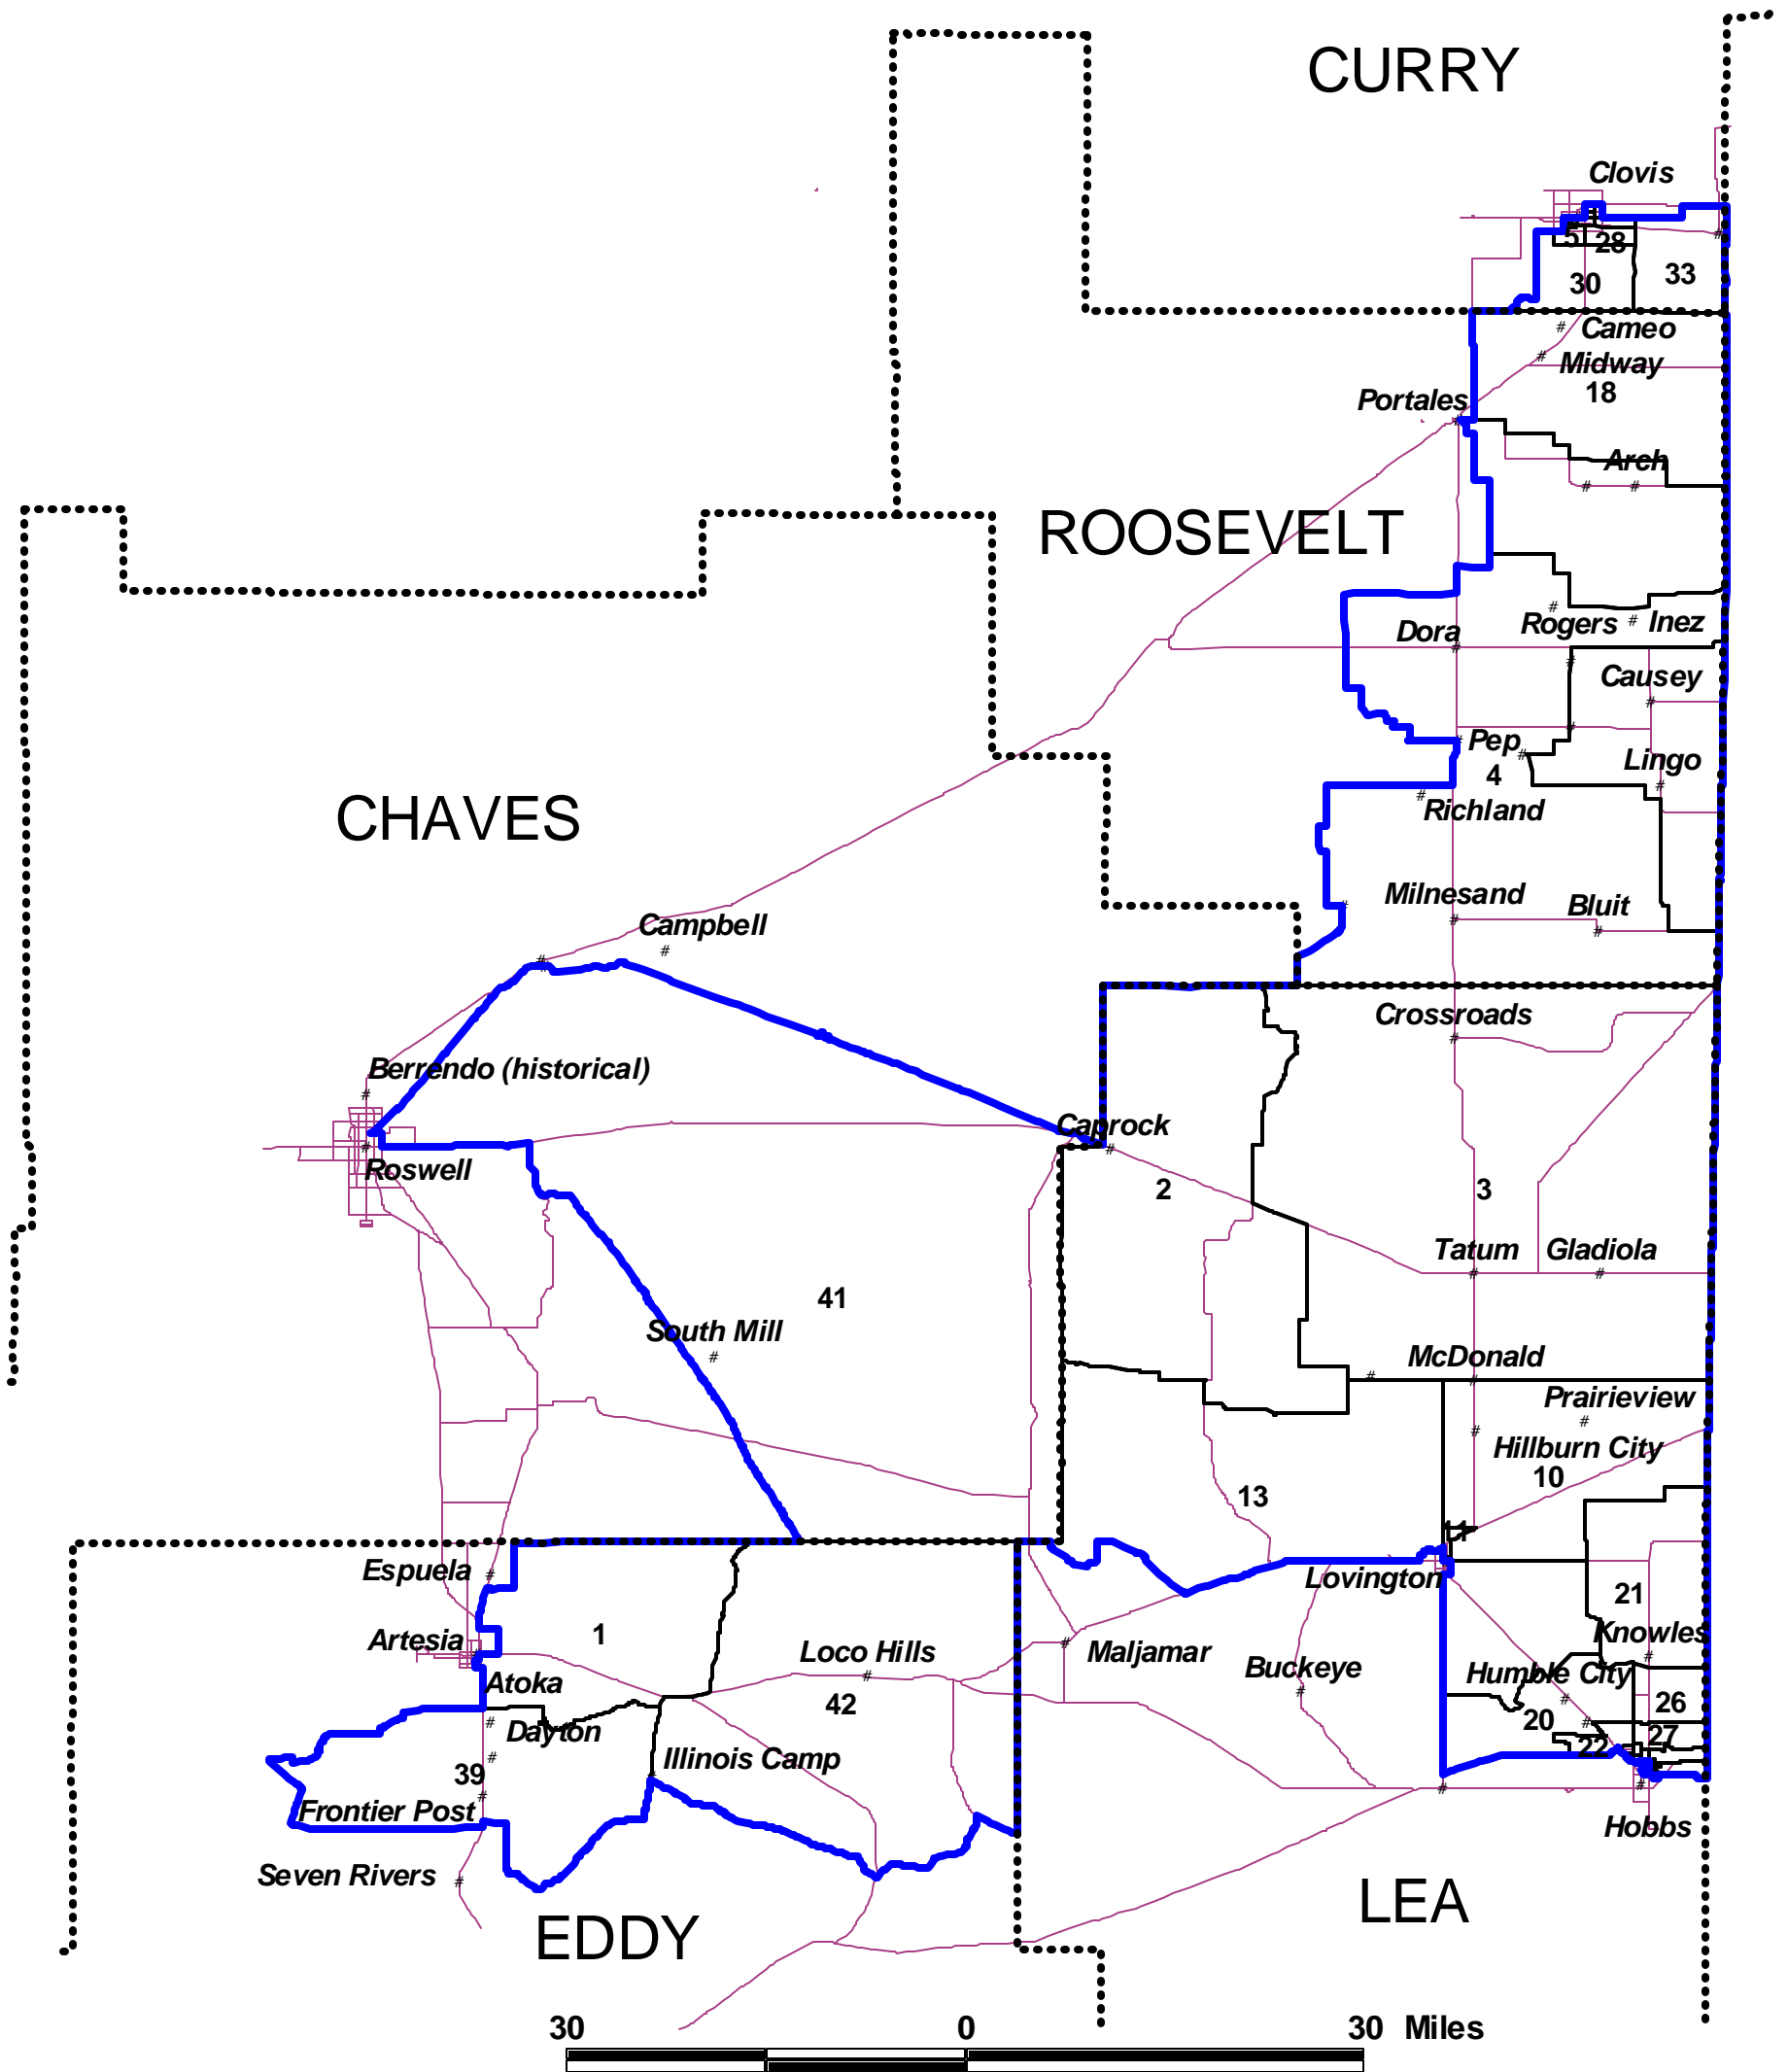 CURRY
Clovis
5 28
30 33
Cameo
Midway
18
Portales
Arch
ROOSEVELT
Dora
Rogers
Inez
Causey
Pep
Lingo
4
Richland
CHAVES
Milnesand
Bluit
Campbell
Crossroads
Berrendo (historical)
Caprock
Roswell
2
3
Tatum
Gladiola
41
South Mill
McDonald
Prairieview
Hillburn City
10
13
11
Espuela
Lovington
21
Artesia
1
Knowles
Loco Hills
Maljamar
Buckeye
Humble City
Atoka
42
26
20
Dayton
27
22
Illinois Camp
39
Frontier Post
Hobbs
Seven Rivers
LEA
EDDY
30 0 30 Miles